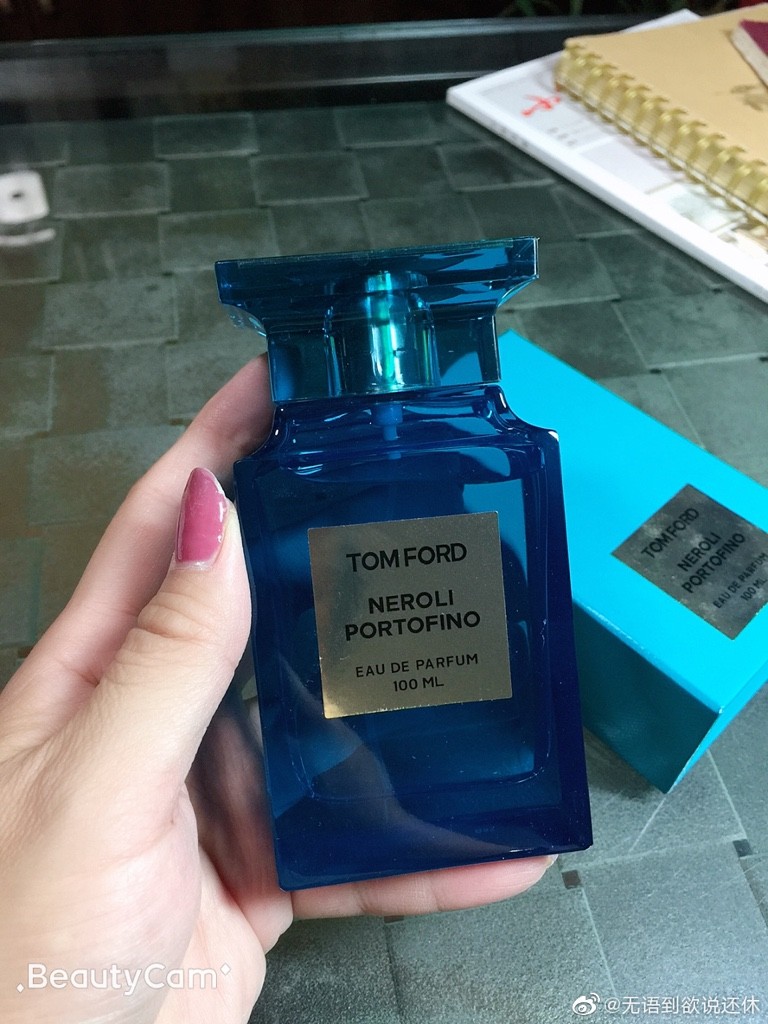 TOM FORD
NEROLI
PORTOFINO
EAU DE PARFUM
100 ML
TOM FORD
NEROLI
PORTOFINO
EAU DE PARFUM
100 ML
BeautyCam
@无语到欲说还休